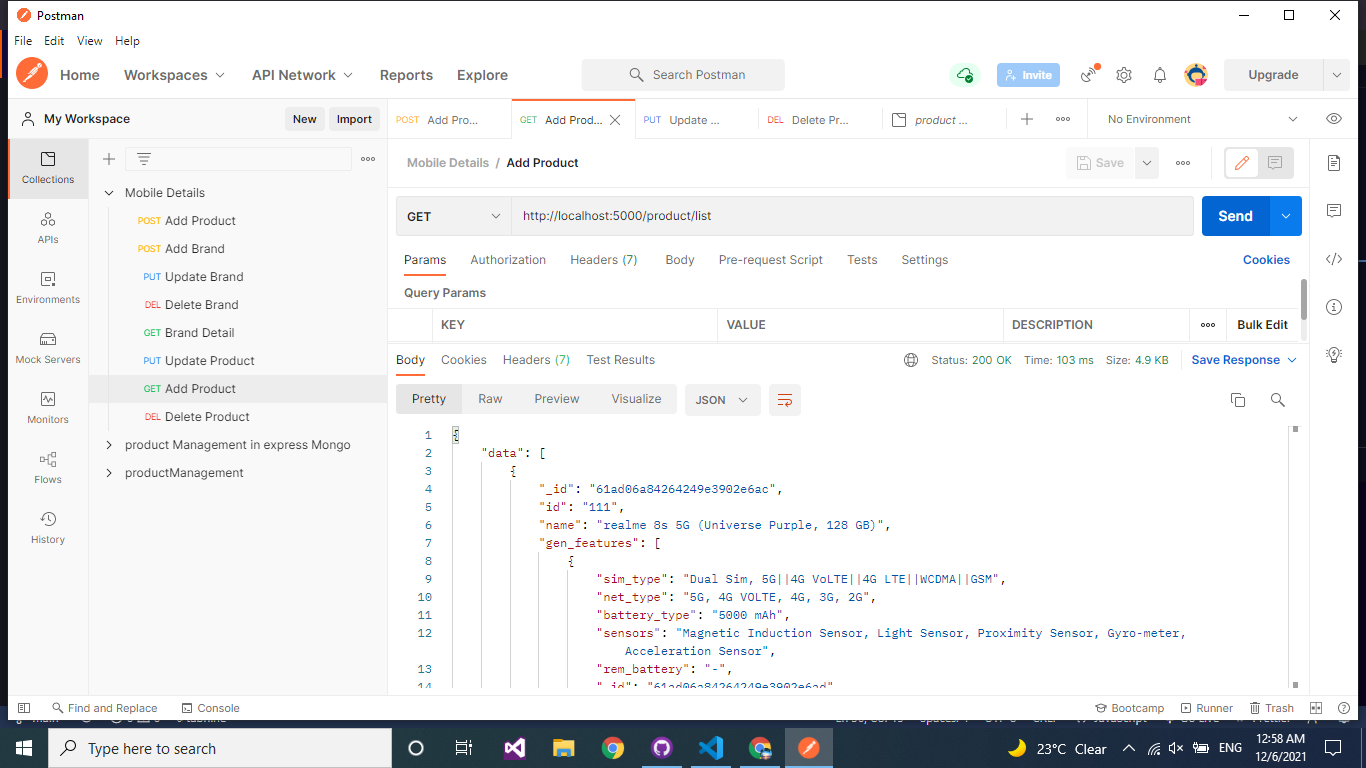 Postman
File Edit View Help
Home Workspaces API Network Reports Explore Search Postman Invite Upgrade
My Workspace New Import POST Add Pro... GET Add Prod... PUT Update ... DEL Delete Pr... product ... No Environment
Mobile Details / Add Product Save
Collections
APIs
Environments
Mock Servers
Monitors
Flows
History
Mobile Details
POST Add Product
POST Add Brand
PUT Update Brand
DEL Delete Brand
GET Brand Detail
PUT Update Product
GET Add Product
DEL Delete Product
product Management in express Mongo
productManagement
GET http://localhost:5000/product/list Send
Params Authorization Headers (7) Body Pre-request Script Tests Settings Cookies
Query Params
KEY VALUE DESCRIPTION Bulk Edit
Body Cookies Headers (7) Test Results Status: 200 OK Time: 103 ms Size: 4.9 KB Save Response
Pretty Raw Preview Visualize JSON
1 {
2 "data": [
3 {
4 "_id": "61ad06a84264249e3902e6ac",
5 "id": "111",
6 "name": "realme 8s 5G (Universe Purple, 128 GB)",
7 "gen_features": [
8 {
9 "sim_type": "Dual Sim, 5G||4G VoLTE||4G LTE||WCDMA||GSM",
10 "net_type": "5G, 4G VOLTE, 4G, 3G, 2G",
11 "battery_type": "5000 mAh",
12 "sensors": "Magnetic Induction Sensor, Light Sensor, Proximity Sensor, Gyro-meter,
Acceleration Sensor",
13 "rem_battery": "-",
14 "_id": "61ad06a84264249e3902e6ad"
Find and Replace Console Bootcamp Runner Trash
Type here to search 23°C Clear ENG 12:58 AM
12/6/2021